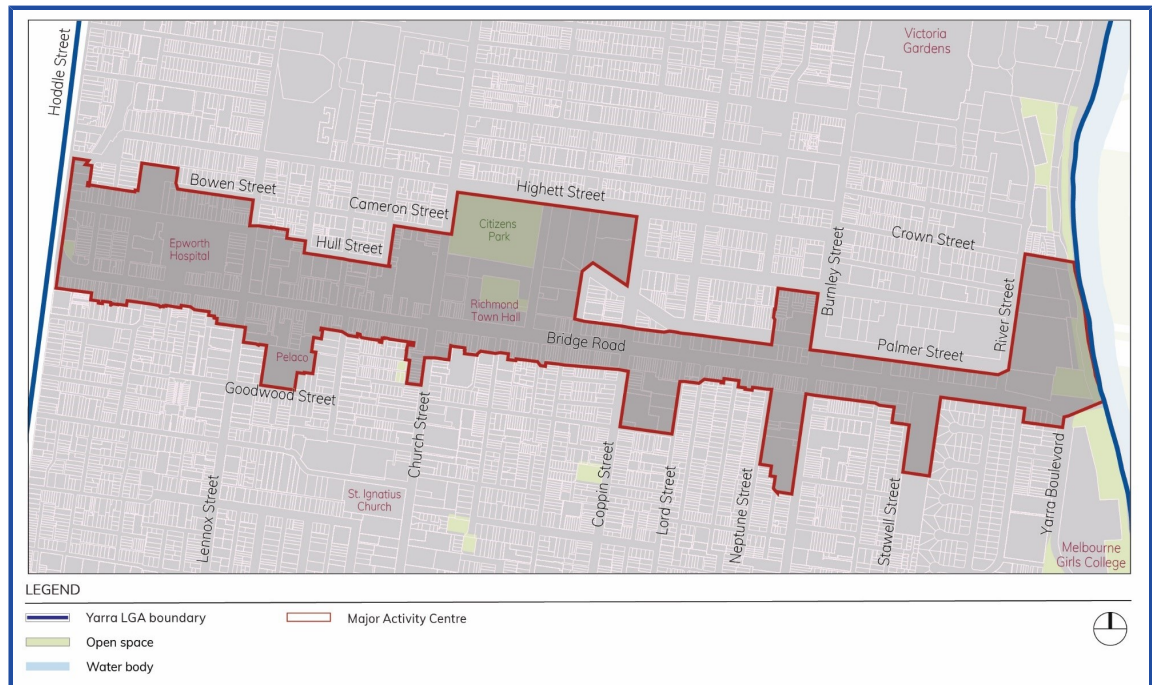 Victoria
Gardens
Hoddle Street
Bowen Street
Highett Street
Cameron Street
Citizens
Park
Crown Street
Hull Street
Epworth
Hospital
Burnley Street
Richmond
Town Hall
River Street
Bridge Road
Palmer Street
Pelaco
Goodwood Street
Church Street
Coppin Street
Lord Street
Neptune Street
Stawell Street
Yarra Boulevard
Lennox Street
St. Ignatius
Church
Melbourne
Girls College
LEGEND
Yarra LGA boundary
Major Activity Centre
Open space
Water body